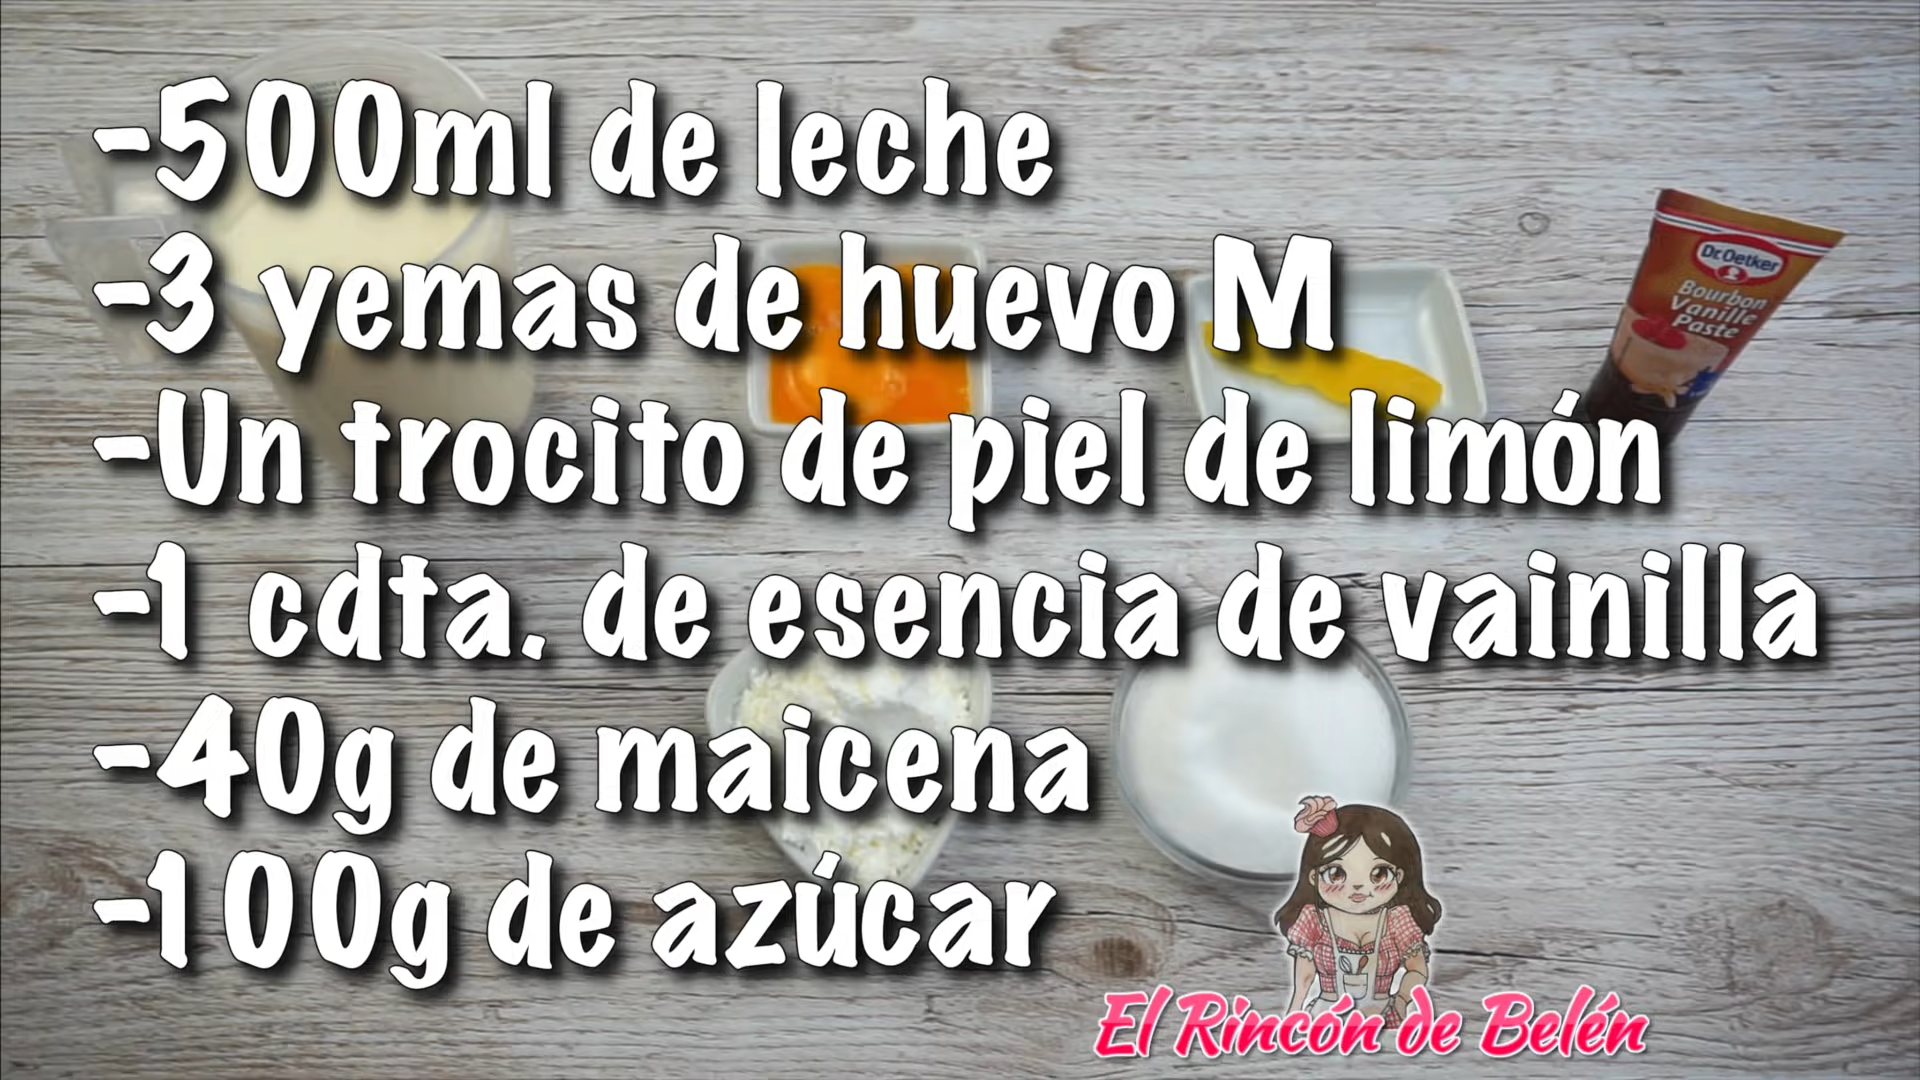 -500ml de leche
-3 yemas de huevo M
-Un trocito de piel de limón
-1 cdta. de esencia de vainilla
-40g de maicena
-100g de azúcar
Dr. Oetker
Bourbon
Vanille
Paste
El Rincón de Belén